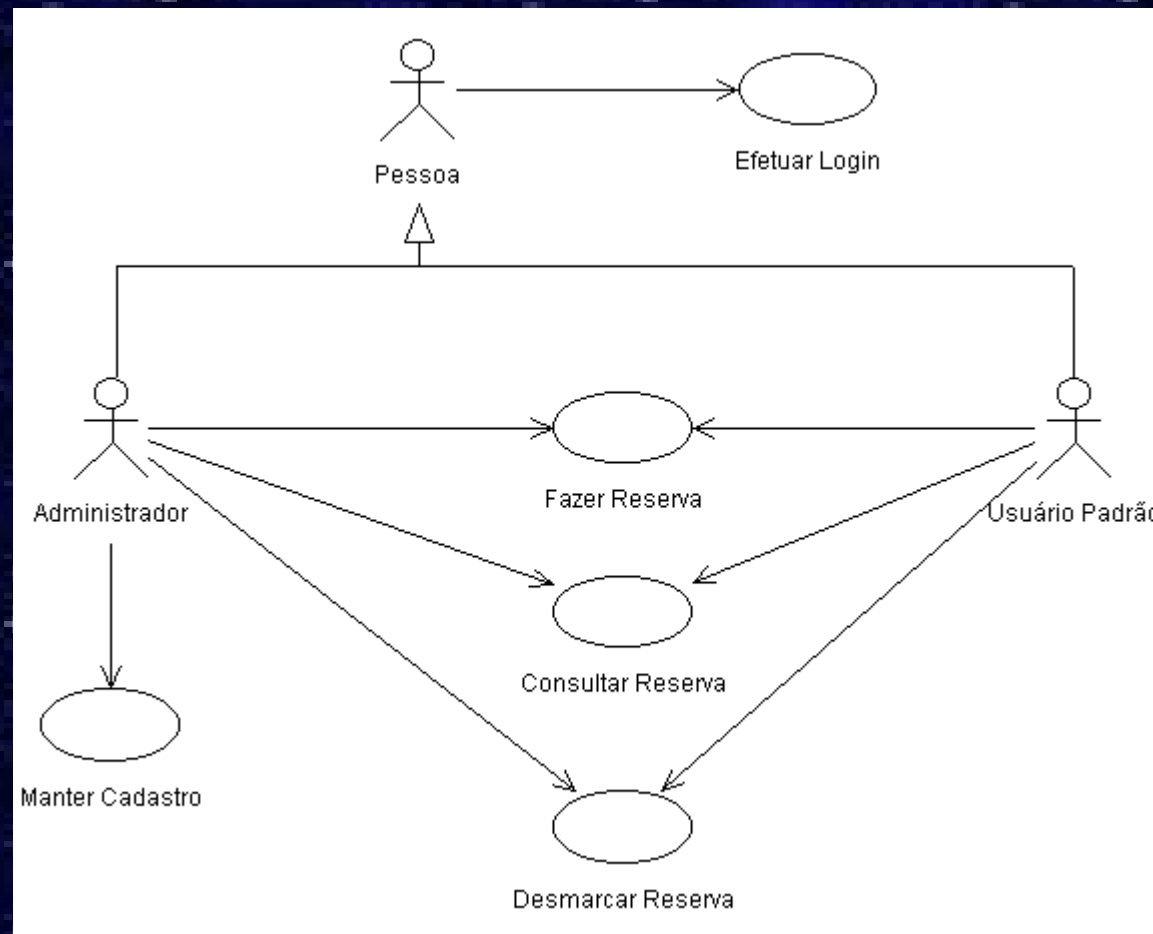 Efetuar Login
Pessoa
Fazer Reserva
Administrador
Usuário Padrão
Consultar Reserva
Manter Cadastro
Desmarcar Reserva